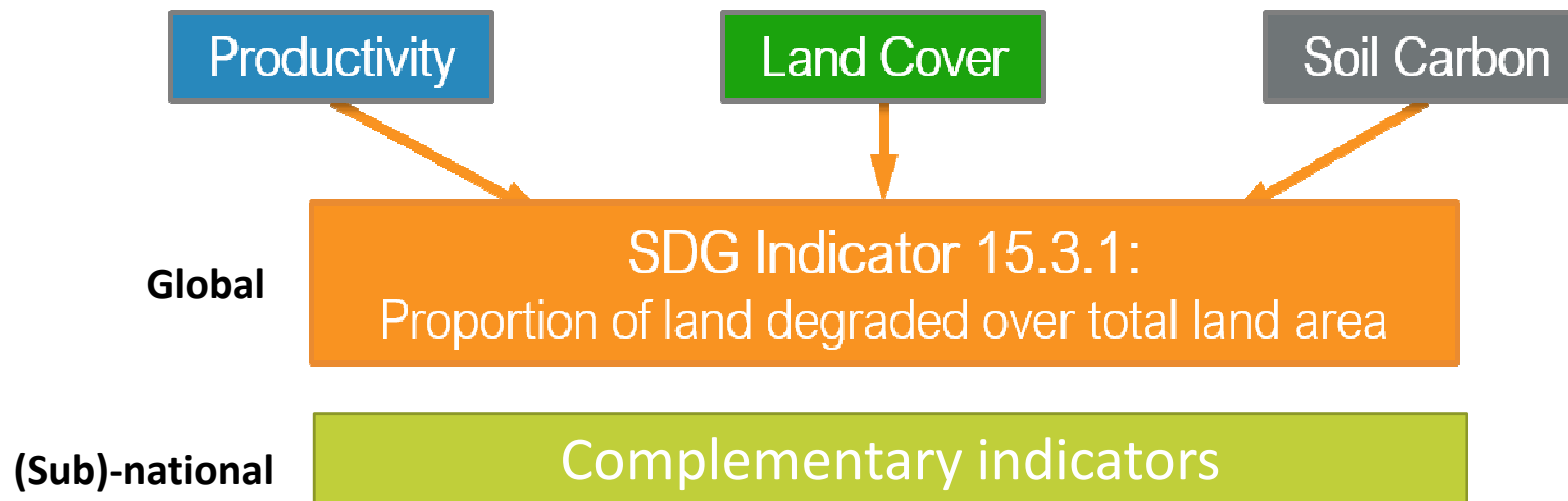 Productivity
Land Cover
Soil Carbon
Global
SDG Indicator 15.3.1:
Proportion of land degraded over total land area
(Sub)-national
Complementary indicators